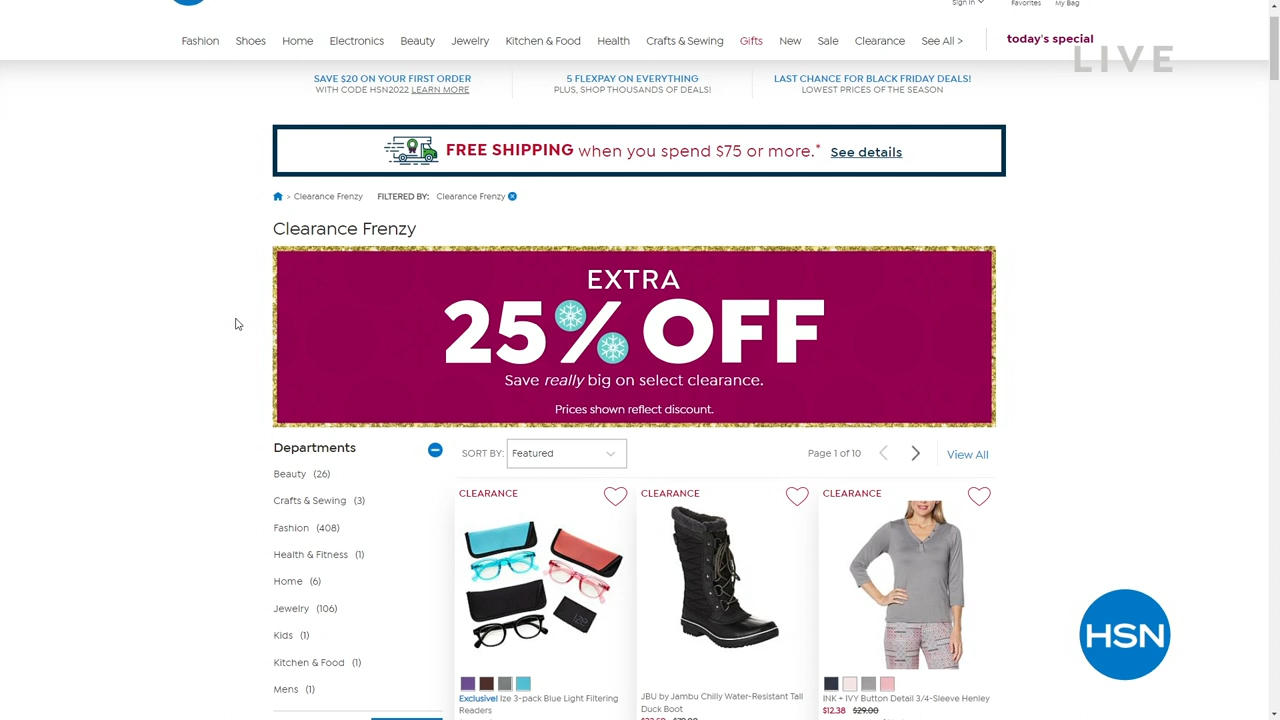 Sign In
Favorites
My Bag
Fashion Shoes Home Electronics Beauty Jewelry Kitchen & Food Health Crafts & Sewing Gifts New Sale Clearance See All >
today's special
LIVE
SAVE $20 ON YOUR FIRST ORDER
WITH CODE HSN2022 LEARN MORE
5 FLEXPAY ON EVERYTHING
PLUS, SHOP THOUSANDS OF DEALS!
LAST CHANCE FOR BLACK FRIDAY DEALS!
LOWEST PRICES OF THE SEASON
FREE SHIPPING when you spend $75 or more.* See details
> Clearance Frenzy FILTERED BY: Clearance Frenzy
Clearance Frenzy
EXTRA
25% OFF
Save really big on select clearance.
Prices shown reflect discount.
Departments
Beauty (26)
Crafts & Sewing (3)
Fashion (408)
Health & Fitness (1)
Home (6)
Jewelry (106)
Kids (1)
Kitchen & Food (1)
Mens (1)
SORT BY: Featured
Page 1 of 10
View All
CLEARANCE
Exclusive! Ize 3-pack Blue Light Filtering
Readers
CLEARANCE
JBU by Jambu Chilly Water-Resistant Tall
Duck Boot
CLEARANCE
INK + IVY Button Detail 3/4-Sleeve Henley
$12.38 $29.00
HSN